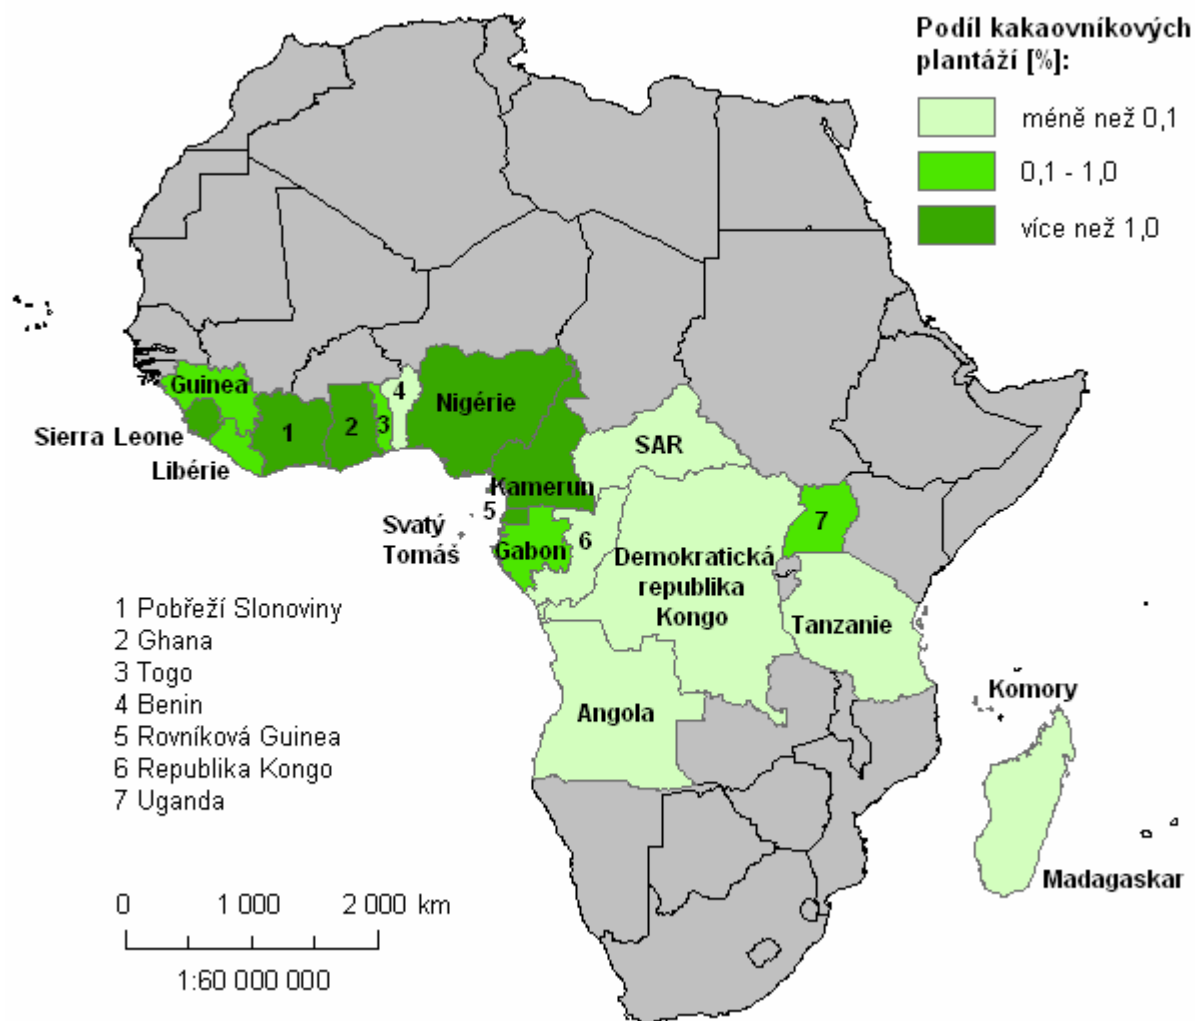 Podíl kakaovníkových
plantáží [%]:
méně než 0,1
0,1 - 1,0
více než 1,0
Guinea
4
Nigérie
1
2
3
Sierra Leone
SAR
Libérie
Kamerun
5
7
Svatý
Tomáš
Gabon
6
Demokratická
republika
Kongo
1 Pobřeží Slonoviny
2 Ghana
3 Togo
4 Benin
5 Rovníková Guinea
6 Republika Kongo
7 Uganda
Tanzanie
Komory
Angola
Madagaskar
0 1 000 2 000 km
1:60 000 000